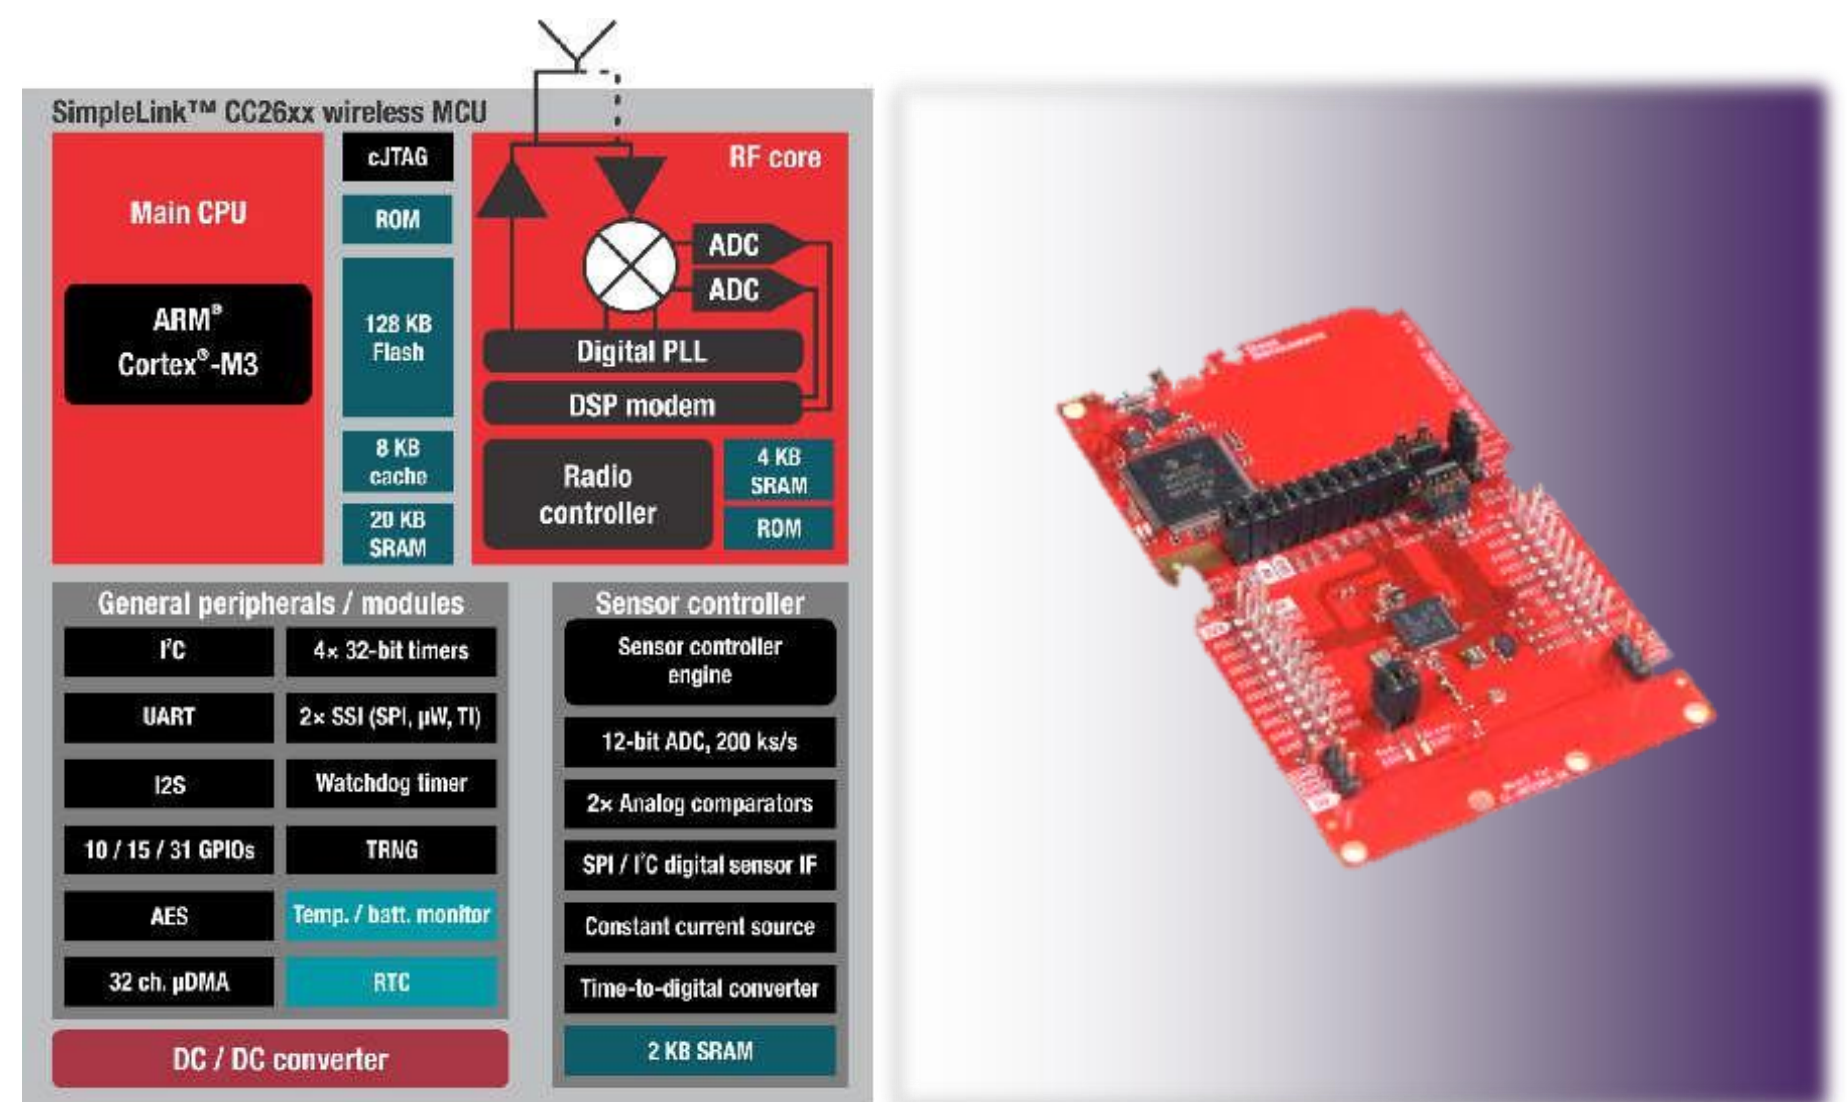 SimpleLink™ CC26xx wireless MCU
Main CPU
ARM®
Cortex®-M3
cJTAG
ROM
128 KB
Flash
8 KB
cache
20 KB
SRAM
RF core
ADC
ADC
Digital PLL
DSP modem
Radio
controller
4 KB
SRAM
ROM
General peripherals / modules
I²C
4× 32-bit timers
UART
2× SSI (SPI, µW, TI)
I2S
Watchdog timer
10 / 15 / 31 GPIOs
TRNG
AES
Temp. / batt. monitor
32 ch. µDMA
RTC
DC / DC converter
Sensor controller
Sensor controller
engine
12-bit ADC, 200 ks/s
2× Analog comparators
SPI / I²C digital sensor IF
Constant current source
Time-to-digital converter
2 KB SRAM